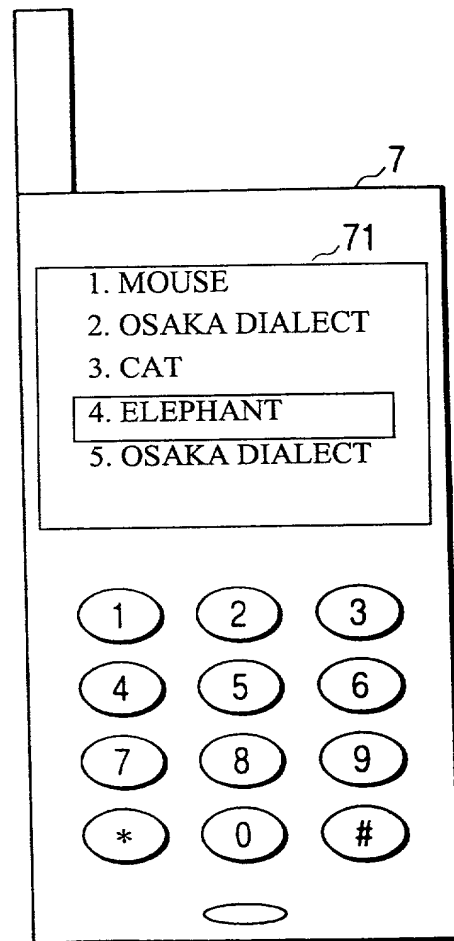 7
71
1. MOUSE
2. OSAKA DIALECT
3. CAT
4. ELEPHANT
5. OSAKA DIALECT
1 2 3
4 5 6
7 8 9
* 0 #